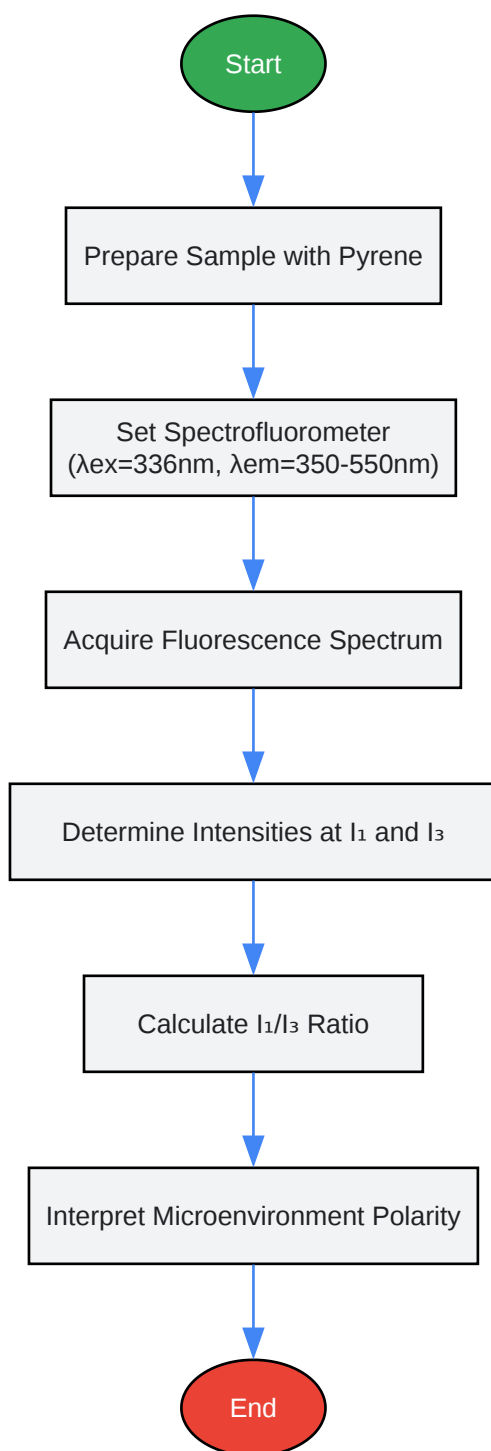 Start
Prepare Sample with Pyrene
Set Spectrofluorometer
(λex=336nm, λem=350-550nm)
Acquire Fluorescence Spectrum
Determine Intensities at I₁ and I₃
Calculate I₁/I₃ Ratio
Interpret Microenvironment Polarity
End